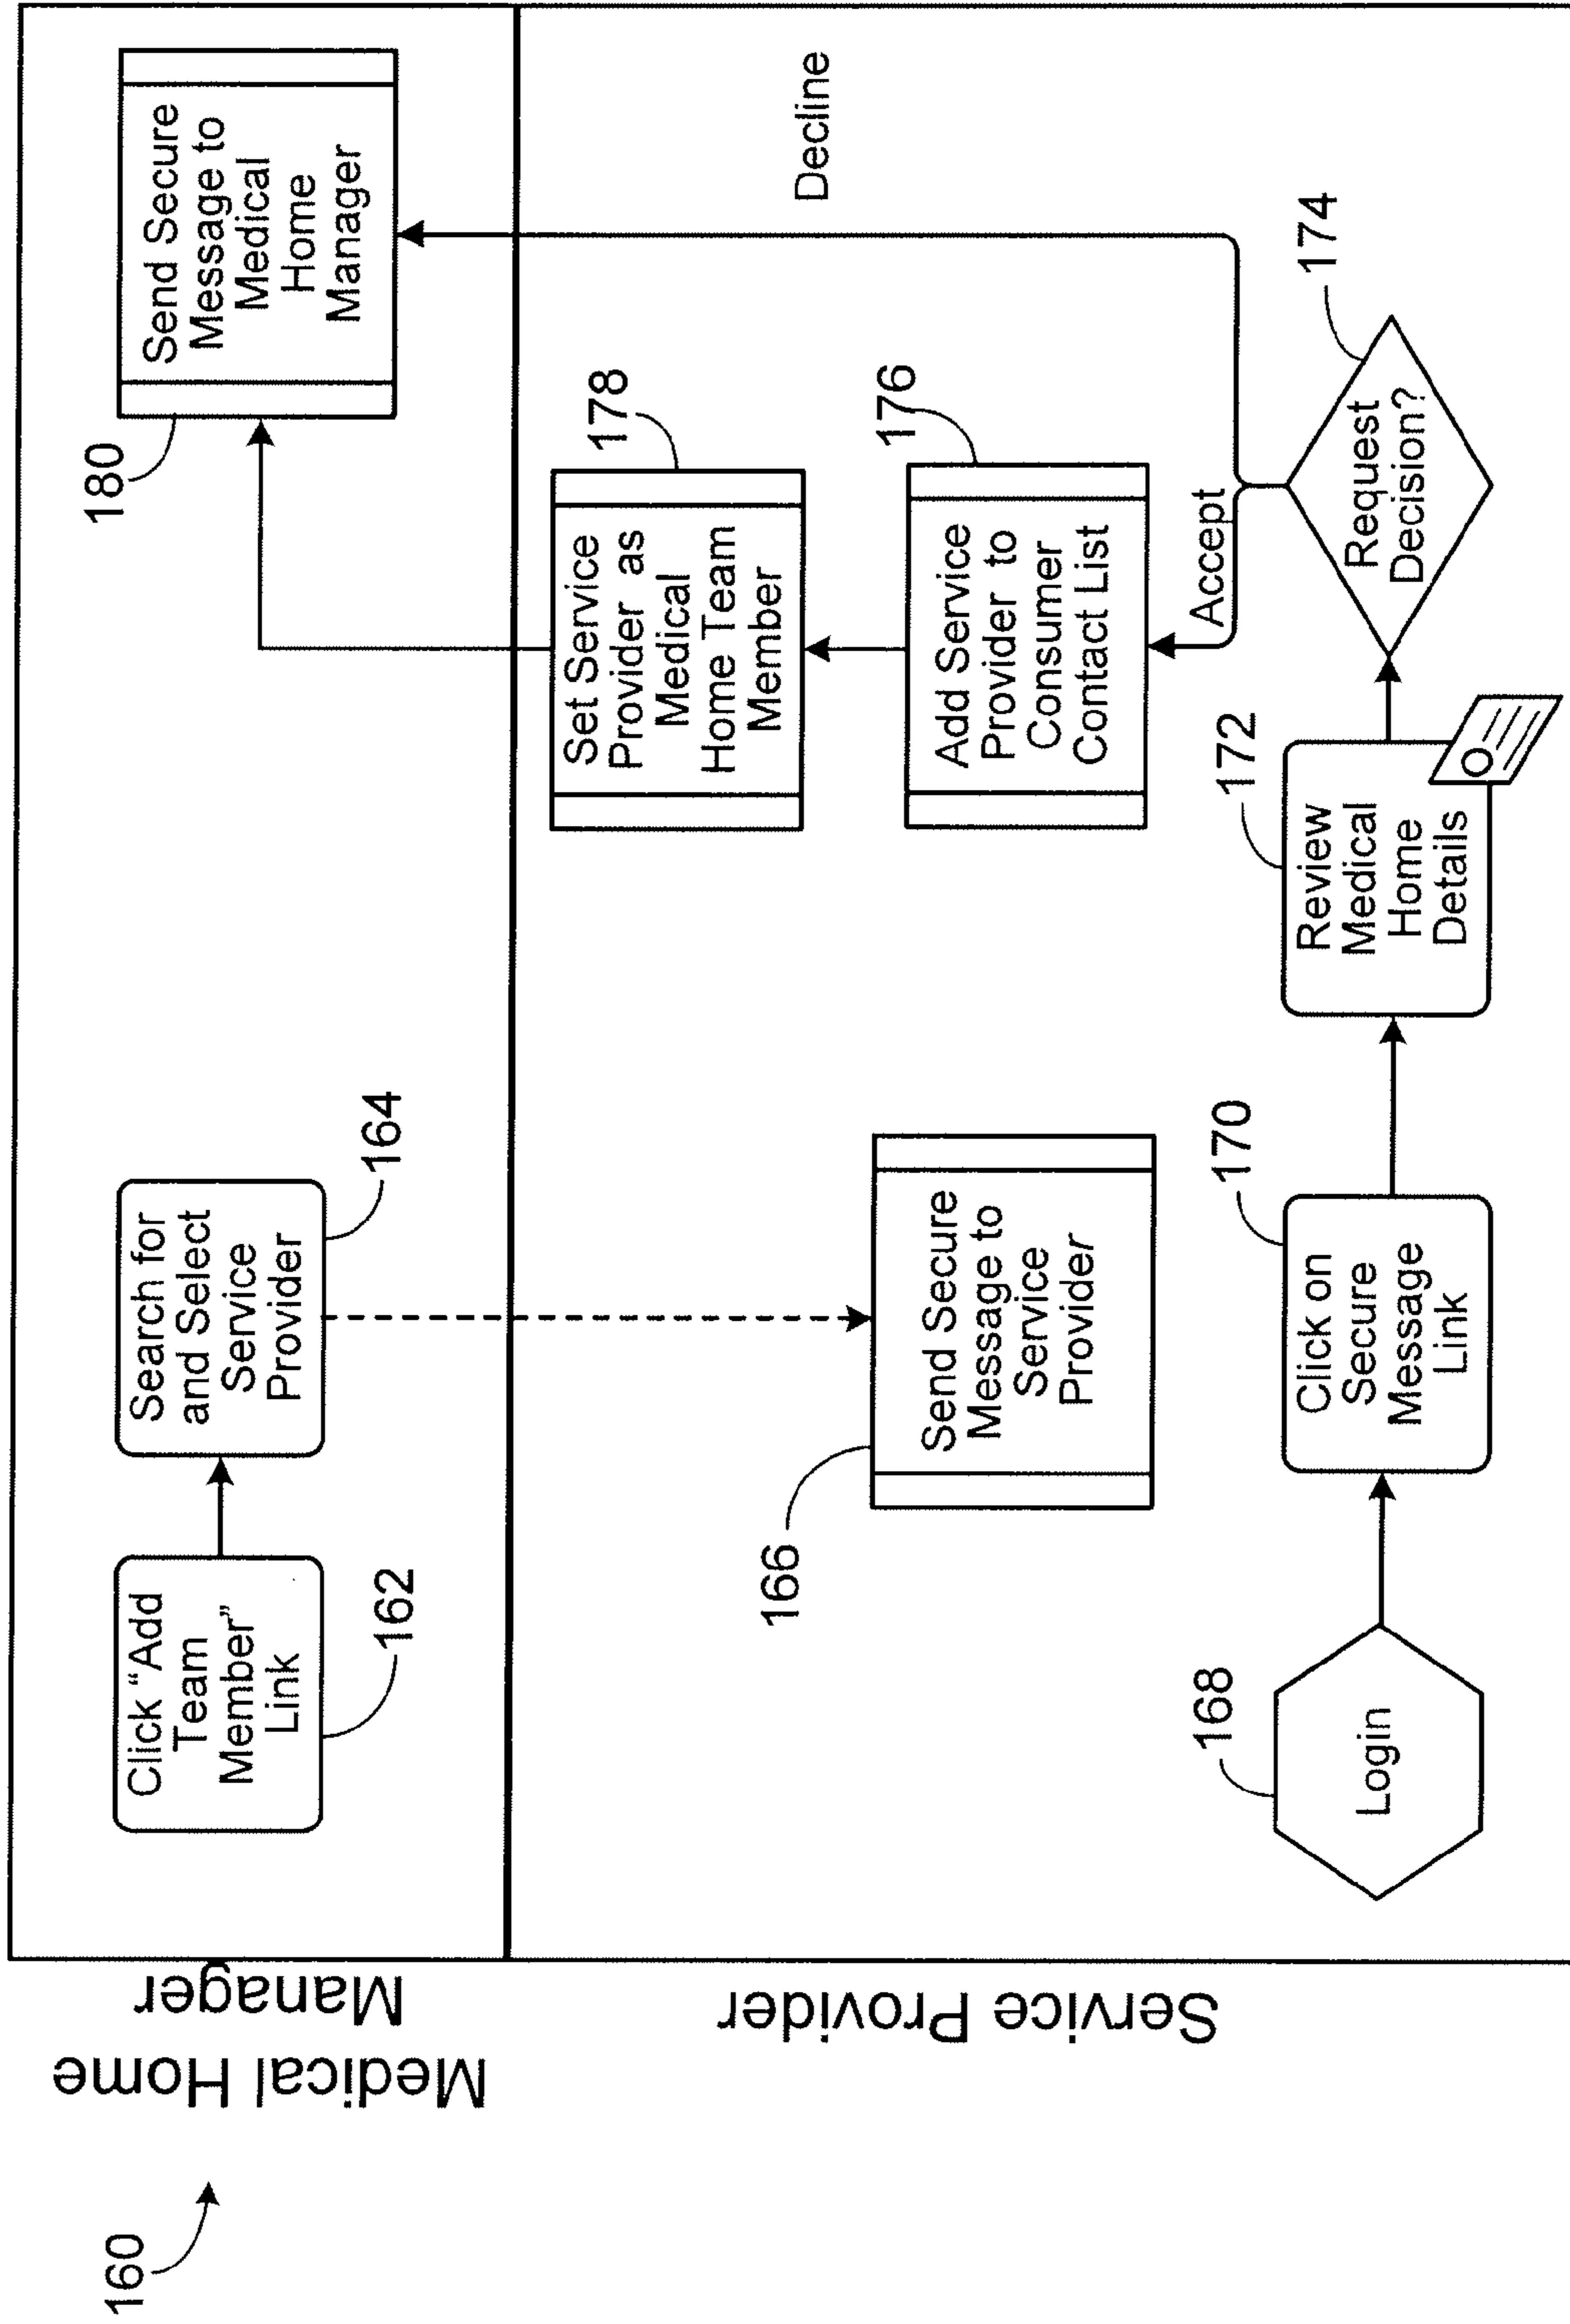 160
Medical Home
Manager
Click “Add
Team
Member”
Link
162
Search for
and Select
Service
Provider
164
180
Send Secure
Message to
Medical
Home
Manager
Service Provider
166
Send Secure
Message to
Service
Provider
Set Service
Provider as
Medical
Home Team
Member
178
Add Service
Provider to
Consumer
Contact List
176
Decline
Accept
168
Login
170
Click on
Secure
Message
Link
172
Review
Medical
Home
Details
174
Request
Decision?